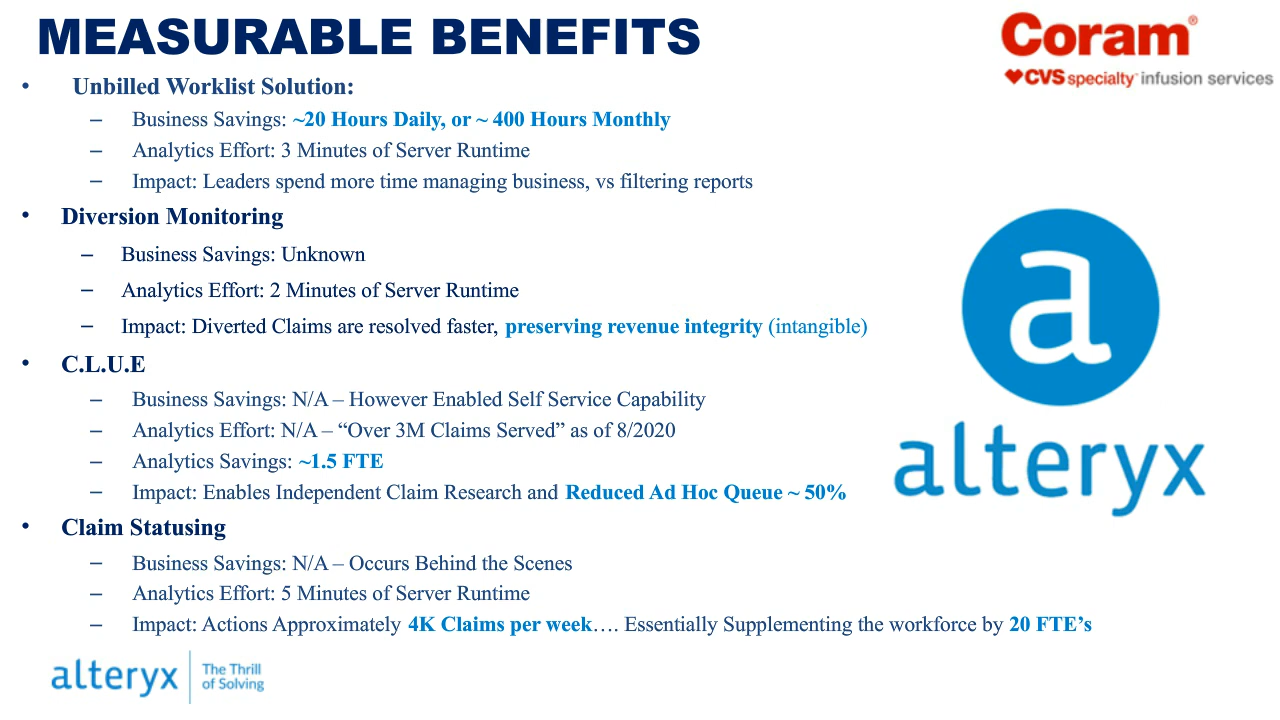 MEASURABLE BENEFITS
Coram®
CVS specialty™ infusion services
• Unbilled Worklist Solution:
– Business Savings: ~20 Hours Daily, or ~ 400 Hours Monthly
– Analytics Effort: 3 Minutes of Server Runtime
– Impact: Leaders spend more time managing business, vs filtering reports
• Diversion Monitoring
– Business Savings: Unknown
– Analytics Effort: 2 Minutes of Server Runtime
– Impact: Diverted Claims are resolved faster, preserving revenue integrity (intangible)
• C.L.U.E
– Business Savings: N/A – However Enabled Self Service Capability
– Analytics Effort: N/A – “Over 3M Claims Served” as of 8/2020
– Analytics Savings: ~1.5 FTE
– Impact: Enables Independent Claim Research and Reduced Ad Hoc Queue ~ 50%
• Claim Statusing
– Business Savings: N/A – Occurs Behind the Scenes
– Analytics Effort: 5 Minutes of Server Runtime
– Impact: Actions Approximately 4K Claims per week…. Essentially Supplementing the workforce by 20 FTE’s
a
alteryx
alteryx
The Thrill
of Solving